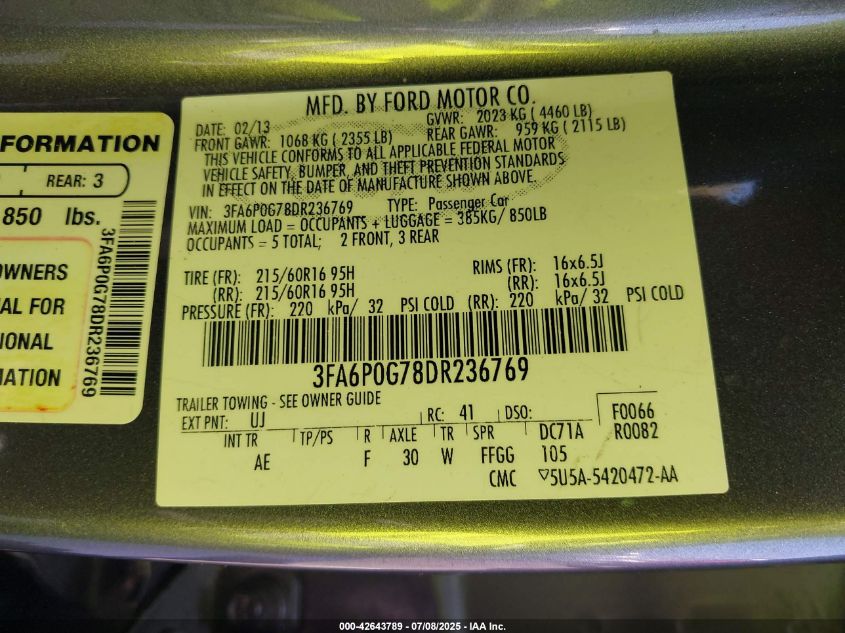 FORMATION
REAR: 3
850 lbs.
OWNERS
AL FOR
IONAL
MATION
3FA6P0G78DR236769
MFD. BY FORD MOTOR CO.
DATE: 02/13 GVWR: 2023 KG ( 4460 LB)
FRONT GAWR: 1068 KG ( 2355 LB) REAR GAWR: 959 KG ( 2115 LB)
THIS VEHICLE CONFORMS TO ALL APPLICABLE FEDERAL MOTOR
VEHICLE SAFETY, BUMPER, AND THEFT PREVENTION STANDARDS
IN EFFECT ON THE DATE OF MANUFACTURE SHOWN ABOVE.
VIN: 3FA6P0G78DR236769 TYPE: Passenger Car
MAXIMUM LOAD = OCCUPANTS + LUGGAGE = 385KG/ 850LB
OCCUPANTS = 5 TOTAL; 2 FRONT, 3 REAR
TIRE (FR): 215/60R16 95H RIMS (FR): 16x6.5J
(RR): 215/60R16 95H (RR): 16x6.5J
PRESSURE (FR): 220 kPa/ 32 PSI COLD (RR): 220 kPa/ 32 PSI COLD
3FA6P0G78DR236769
TRAILER TOWING - SEE OWNER GUIDE
EXT PNT: UJ RC: 41 DSO: F0066
INT TR TP/PS R AXLE TR SPR DC71A R0082
AE F 30 W FFGG 105
CMC 5U5A-5420472-AA
000-42643789 - 07/08/2025 - IAA Inc.